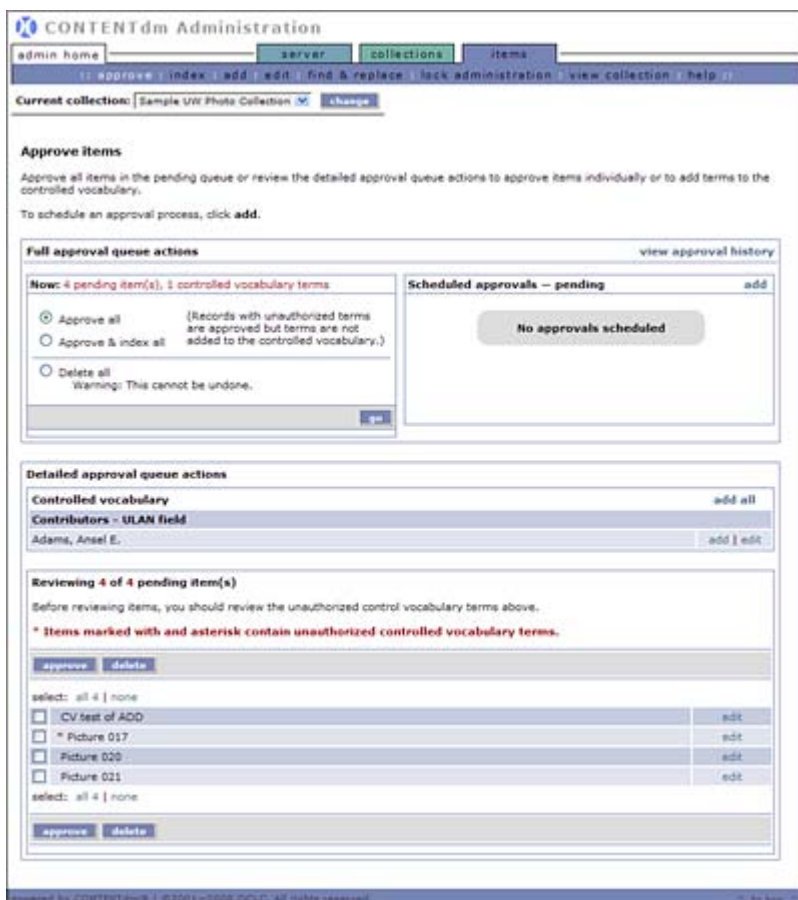 CONTENTdm Administration
admin home server collections items
:: approve | index | add | edit | find & replace | lock administration | view collection | help ::
Current collection: Sample UW Photo Collection change
Approve items
Approve all items in the pending queue or review the detailed approval queue actions to approve items individually or to add terms to the
controlled vocabulary.
To schedule an approval process, click add.
Full approval queue actions view approval history
Now: 4 pending item(s), 1 controlled vocabulary terms
Approve all
Approve & index all
(Records with unauthorized terms
are approved but terms are not
added to the controlled vocabulary.)
Delete all
Warning: This cannot be undone.
go
Scheduled approvals — pending add
No approvals scheduled
Detailed approval queue actions
Controlled vocabulary add all
Contributors - ULAN field
Adams, Ansel E. add | edit
Reviewing 4 of 4 pending item(s)
Before reviewing items, you should review the unauthorized control vocabulary terms above.
* Items marked with and asterisk contain unauthorized controlled vocabulary terms.
approve delete
select: all 4 | none
CV test of ADD edit
* Picture 017 edit
Picture 020 edit
Picture 021 edit
select: all 4 | none
approve delete